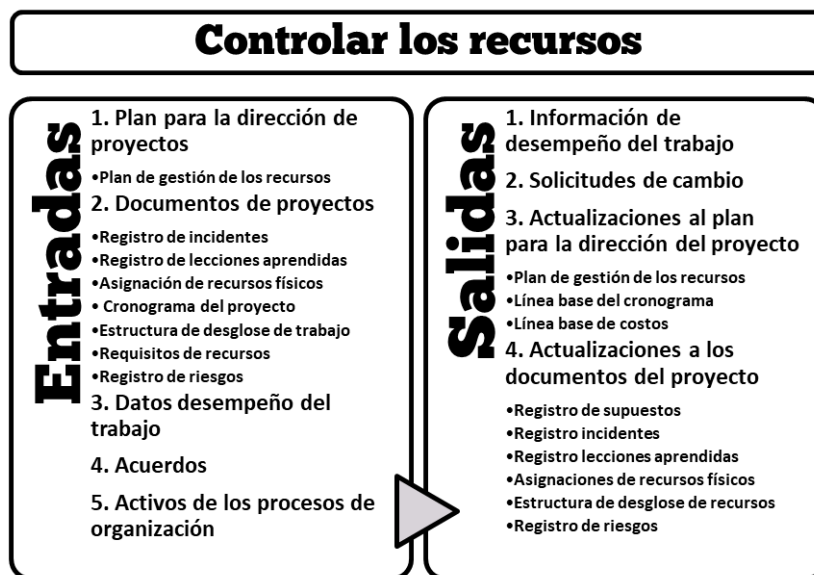 Controlar los recursos
Entradas
1. Plan para la dirección de
proyectos
•Plan de gestión de los recursos
2. Documentos de proyectos
•Registro de incidentes
•Registro de lecciones aprendidas
•Asignación de recursos físicos
• Cronograma del proyecto
•Estructura de desglose de trabajo
•Requisitos de recursos
•Registro de riesgos
3. Datos desempeño del
trabajo
4. Acuerdos
5. Activos de los procesos de
organización
Salidas
1. Información de
desempeño del trabajo
2. Solicitudes de cambio
3. Actualizaciones al plan
para la dirección del proyecto
•Plan de gestión de los recursos
•Línea base del cronograma
•Línea base de costos
4. Actualizaciones a los
documentos del proyecto
•Registro de supuestos
•Registro incidentes
•Registro lecciones aprendidas
•Asignaciones de recursos físicos
•Estructura de desglose de recursos
•Registro de riesgos